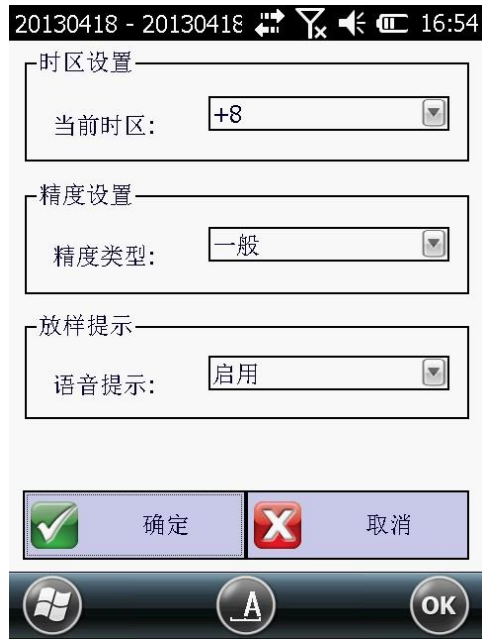 20130418 - 20130418 16:54
时区设置
当前时区: +8
精度设置
精度类型: 一般
放样提示
语音提示: 启用
确定 取消
A OK